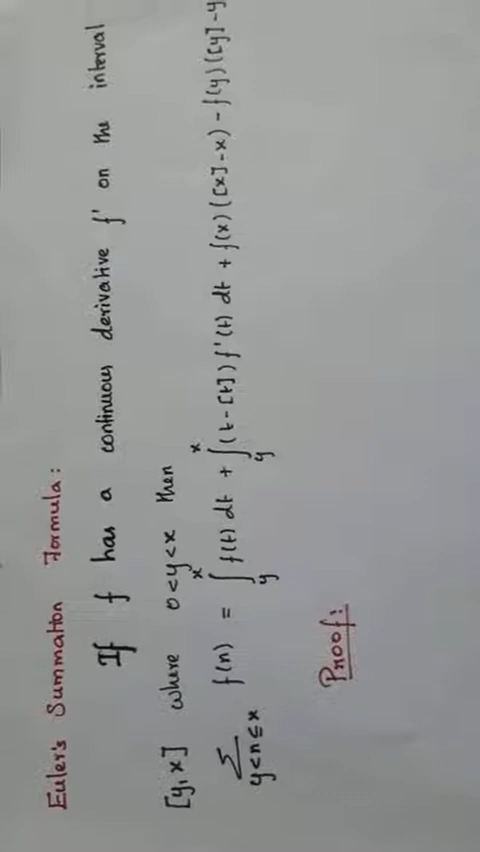 Euler's Summation Formula:
If f has a continuous derivative f' on the interval
[y, x] where 0<y<x then
∑_{y<n≤x} f(n) = ∫_y^x f(t) dt + ∫_y^x (t-[t]) f'(t) dt + f(x) ([x]-x) - f(y) ([y]-y
Proof: